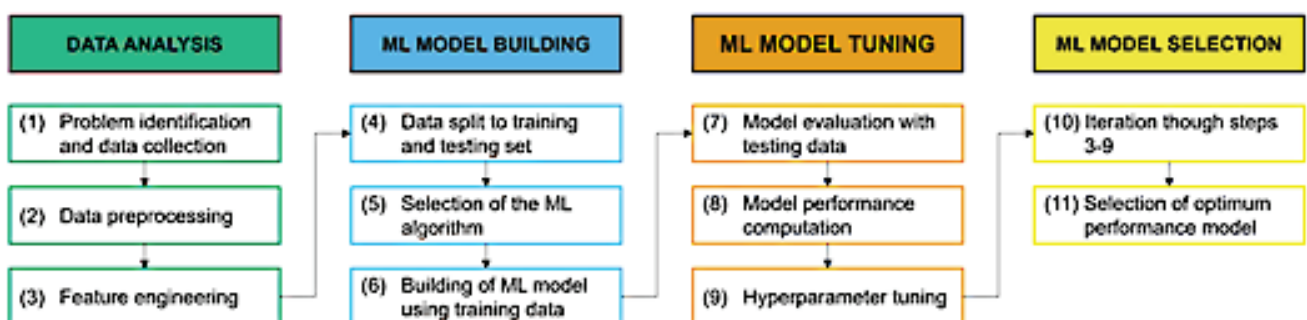 DATA ANALYSIS
(1) Problem identification
and data collection
(2) Data preprocessing
(3) Feature engineering
ML MODEL BUILDING
(4) Data split to training
and testing set
(5) Selection of the ML
algorithm
(6) Building of ML model
using training data
ML MODEL TUNING
(7) Model evaluation with
testing data
(8) Model performance
computation
(9) Hyperparameter tuning
ML MODEL SELECTION
(10) Iteration though steps
3-9
(11) Selection of optimum
performance model